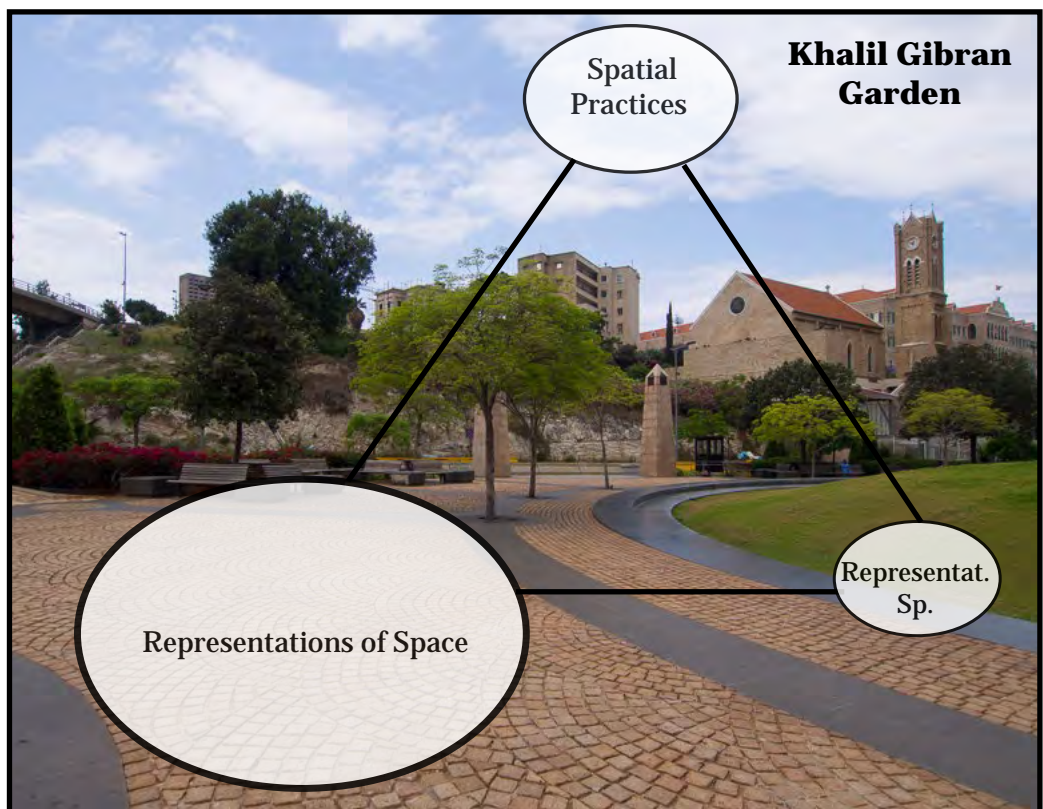 Khalil Gibran
Garden
Spatial
Practices
Representat.
Sp.
Representations of Space